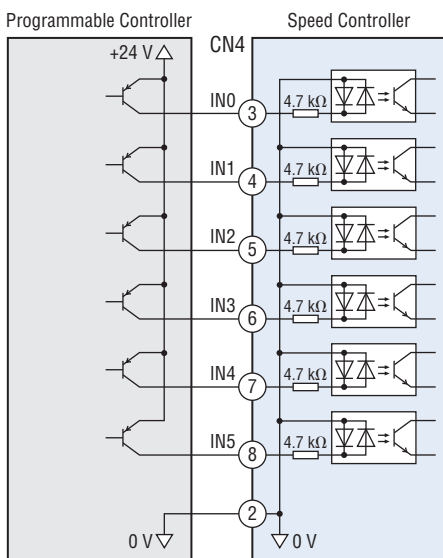 Programmable Controller
Speed Controller
+24 V
CN4
IN0
3
4.7 kΩ
IN1
4
4.7 kΩ
IN2
5
4.7 kΩ
IN3
6
4.7 kΩ
IN4
7
4.7 kΩ
IN5
8
4.7 kΩ
2
0 V
0 V